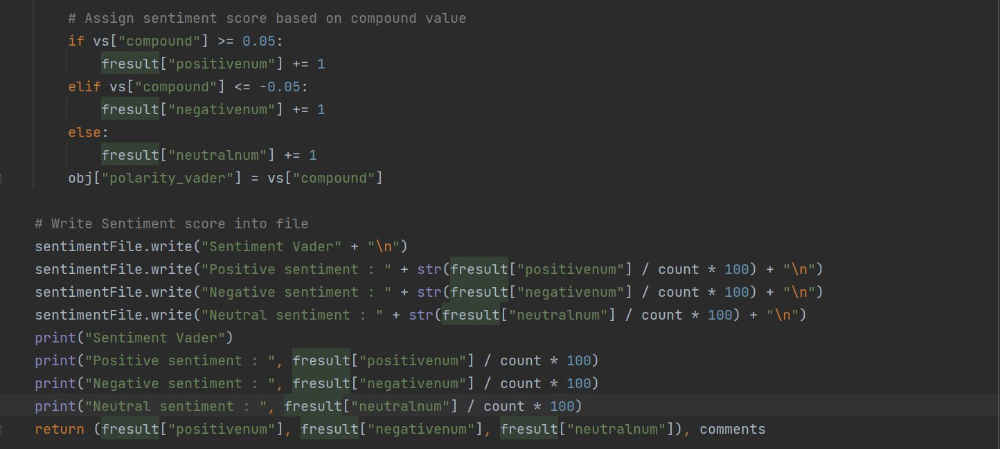 # Assign sentiment score based on compound value
if vs["compound"] >= 0.05:
fresult["positivenum"] += 1
elif vs["compound"] <= -0.05:
fresult["negativenum"] += 1
else:
fresult["neutralnum"] += 1
obj["polarity_vader"] = vs["compound"]
# Write Sentiment score into file
sentimentFile.write("Sentiment Vader" + "\n")
sentimentFile.write("Positive sentiment : " + str(fresult["positivenum"] / count * 100) + "\n")
sentimentFile.write("Negative sentiment : " + str(fresult["negativenum"] / count * 100) + "\n")
sentimentFile.write("Neutral sentiment : " + str(fresult["neutralnum"] / count * 100) + "\n")
print("Sentiment Vader")
print("Positive sentiment : ", fresult["positivenum"] / count * 100)
print("Negative sentiment : ", fresult["negativenum"] / count * 100)
print("Neutral sentiment : ", fresult["neutralnum"] / count * 100)
return (fresult["positivenum"], fresult["negativenum"], fresult["neutralnum"]), comments